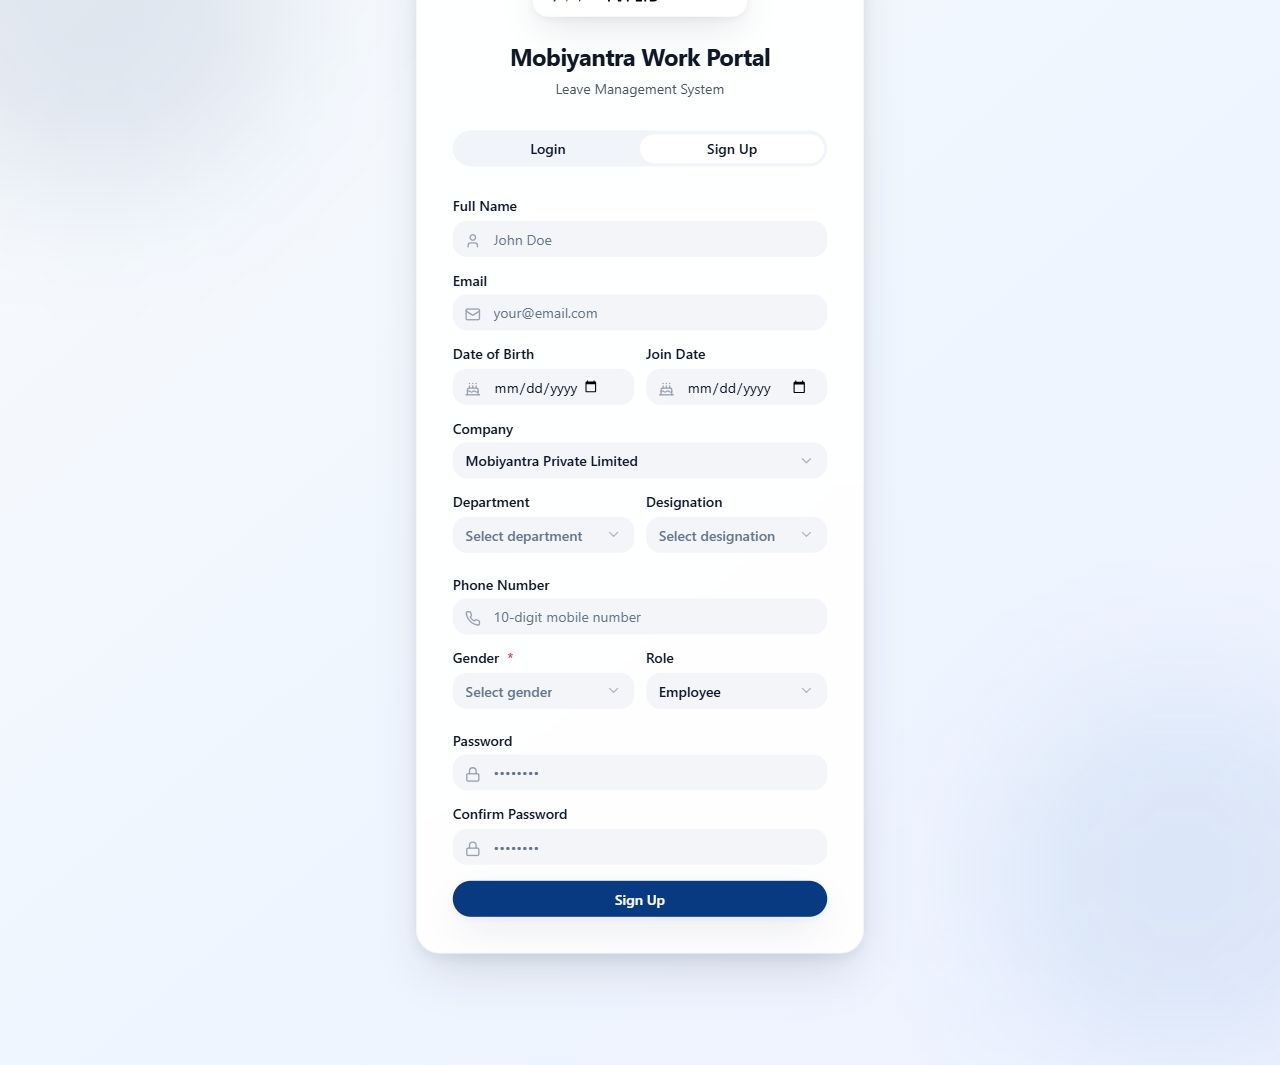 Mobiyantra Work Portal
Leave Management System
Login Sign Up
Full Name
John Doe
Email
your@email.com
Date of Birth Join Date
mm/dd/yyyy mm/dd/yyyy
Company
Mobiyantra Private Limited
Department Designation
Select department Select designation
Phone Number
10-digit mobile number
Gender * Role
Select gender Employee
Password
••••••••
Confirm Password
••••••••
Sign Up